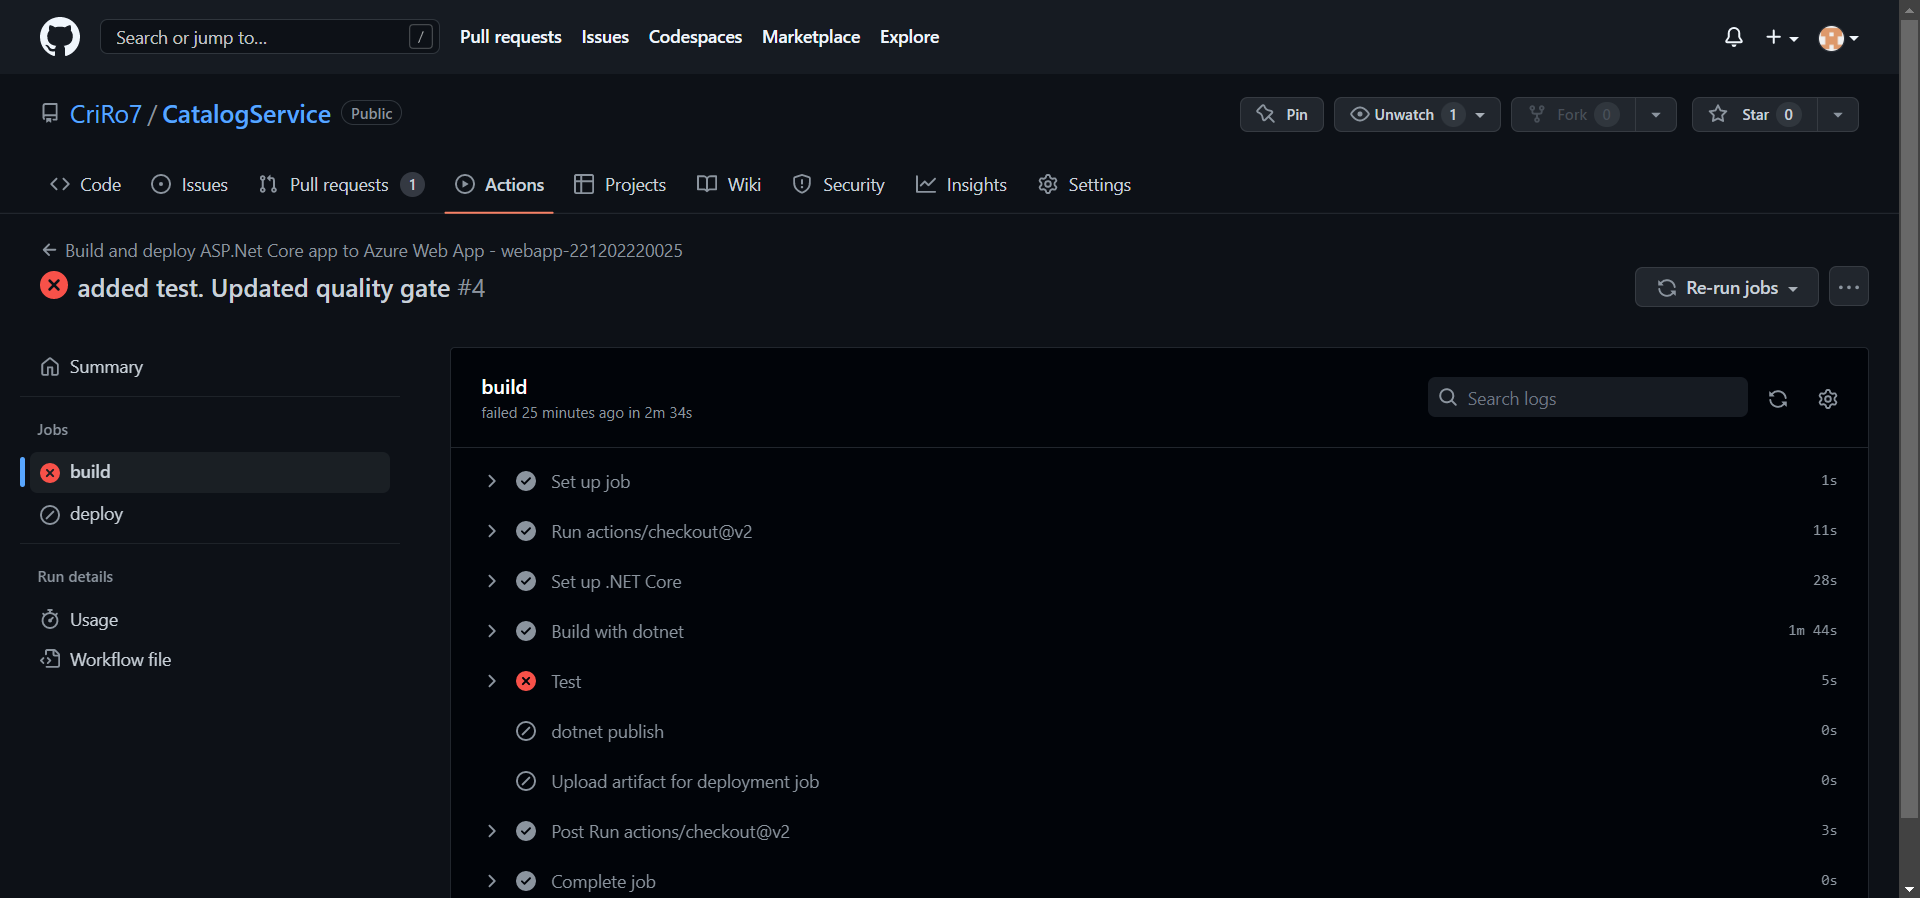 Search or jump to... /
Pull requests Issues Codespaces Marketplace Explore
CriRo7 / CatalogService Public
Pin Unwatch 1 Fork 0 Star 0
Code Issues Pull requests 1 Actions Projects Wiki Security Insights Settings
Build and deploy ASP.Net Core app to Azure Web App - webapp-221202220025
added test. Updated quality gate #4
Re-run jobs
Summary
Jobs
build
deploy
Run details
Usage
Workflow file
build
failed 25 minutes ago in 2m 34s
Search logs
Set up job 1s
Run actions/checkout@v2 11s
Set up .NET Core 28s
Build with dotnet 1m 44s
Test 5s
dotnet publish 0s
Upload artifact for deployment job 0s
Post Run actions/checkout@v2 3s
Complete job 0s